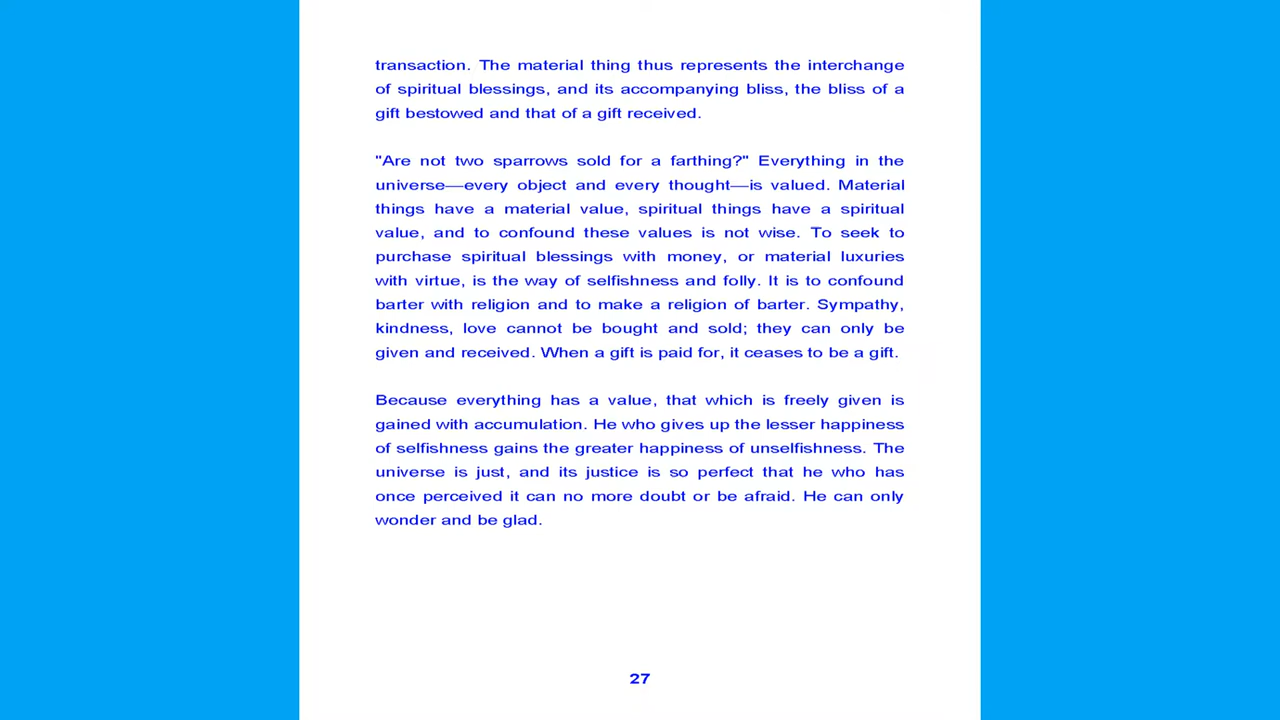 transaction. The material thing thus represents the interchange
of spiritual blessings, and its accompanying bliss, the bliss of a
gift bestowed and that of a gift received.
"Are not two sparrows sold for a farthing?" Everything in the
universe—every object and every thought—is valued. Material
things have a material value, spiritual things have a spiritual
value, and to confound these values is not wise. To seek to
purchase spiritual blessings with money, or material luxuries
with virtue, is the way of selfishness and folly. It is to confound
barter with religion and to make a religion of barter. Sympathy,
kindness, love cannot be bought and sold; they can only be
given and received. When a gift is paid for, it ceases to be a gift.
Because everything has a value, that which is freely given is
gained with accumulation. He who gives up the lesser happiness
of selfishness gains the greater happiness of unselfishness. The
universe is just, and its justice is so perfect that he who has
once perceived it can no more doubt or be afraid. He can only
wonder and be glad.
27